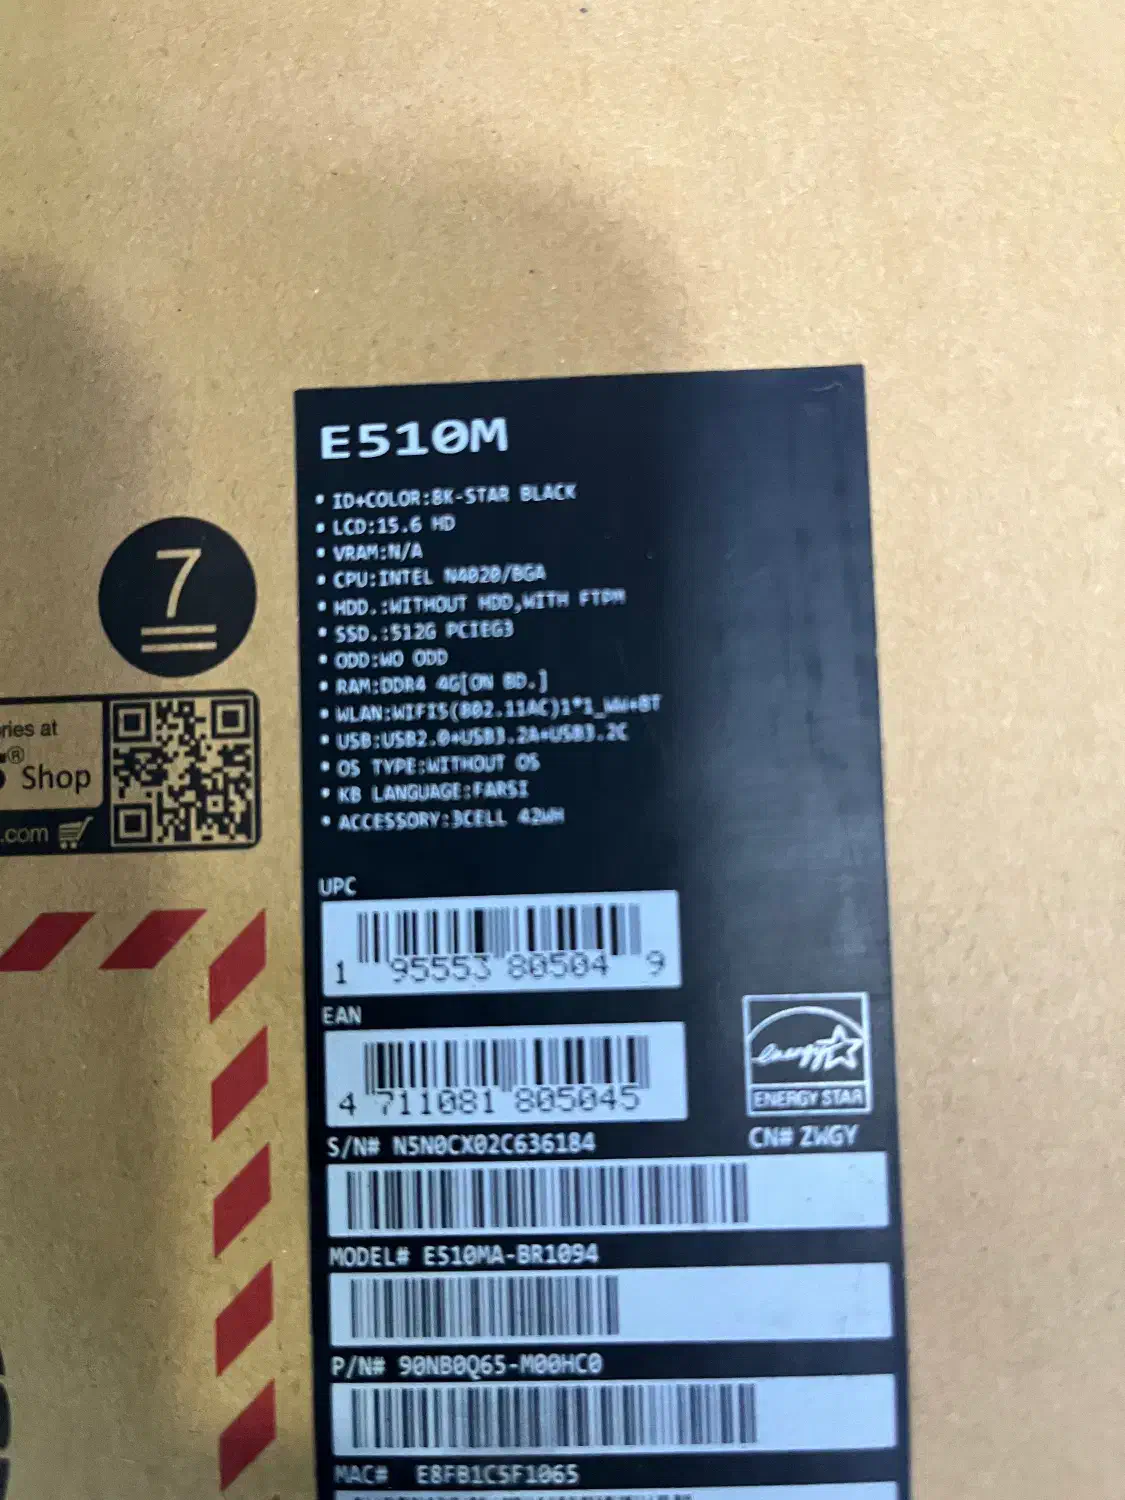 E510M
• ID+COLOR:8K-STAR BLACK
• LCD:15.6 HD
• VRAM:N/A
• CPU:INTEL N4020/BGA
• HDD.:WITHOUT HDD,WITH FTPM
• SSD.:512G PCIEG3
• ODD:WO ODD
• RAM:DDR4 4G[ON BD.]
• WLAN:WIFI5(802.11AC)1*1_WW+BT
• USB:USB2.0+USB3.2A+USB3.2C
• OS TYPE:WITHOUT OS
• KB LANGUAGE:FARSI
• ACCESSORY:3CELL 42WH
7
ries at
® Shop
.com
UPC
1 95553 80504 9
EAN
4 711081 805045
energy
ENERGY STAR
S/N# N5N0CX02C636184
CN# ZWGY
MODEL# E510MA-BR1094
P/N# 90NB0Q65-M00HC0
MAC# E8FB1C5F1065